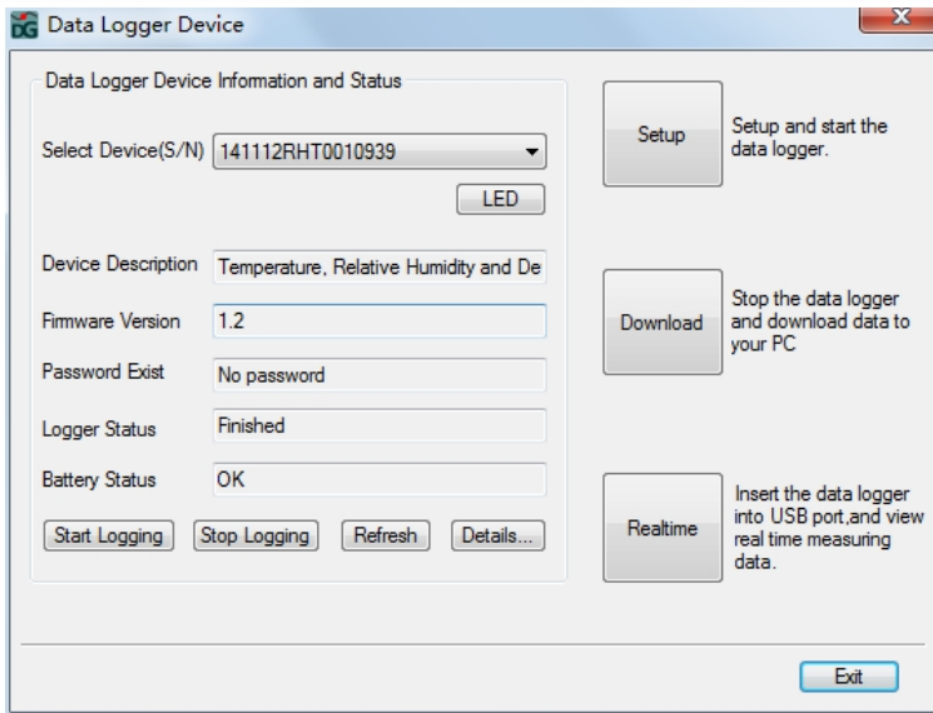 DG Data Logger Device
Data Logger Device Information and Status
Select Device(S/N) 141112RHT0010939
LED
Device Description Temperature, Relative Humidity and De
Firmware Version 1.2
Password Exist No password
Logger Status Finished
Battery Status OK
Start Logging Stop Logging Refresh Details...
Setup
Setup and start the
data logger.
Download
Stop the data logger
and download data to
your PC
Realtime
Insert the data logger
into USB port,and view
real time measuring
data.
Exit